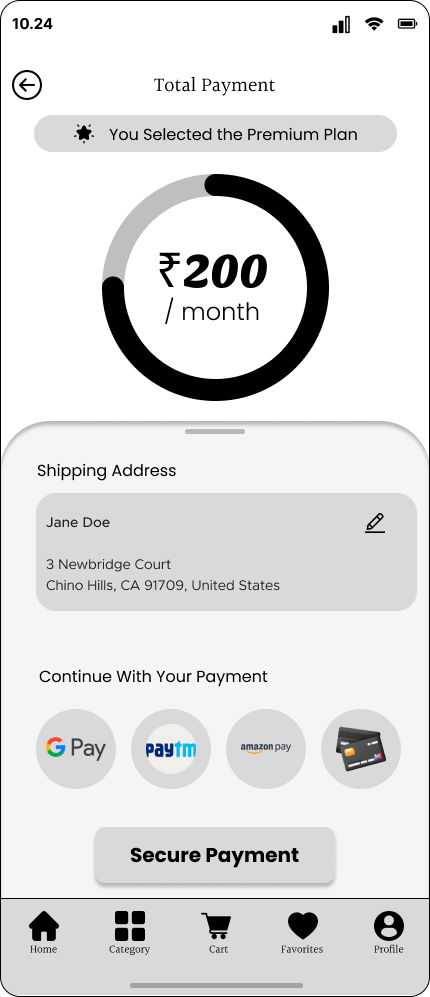 10.24
Total Payment
You Selected the Premium Plan
₹200
/ month
Shipping Address
Jane Doe
3 Newbridge Court
Chino Hills, CA 91709, United States
Continue With Your Payment
G Pay
paytm
amazon pay
Secure Payment
Home
Category
Cart
Favorites
Profile